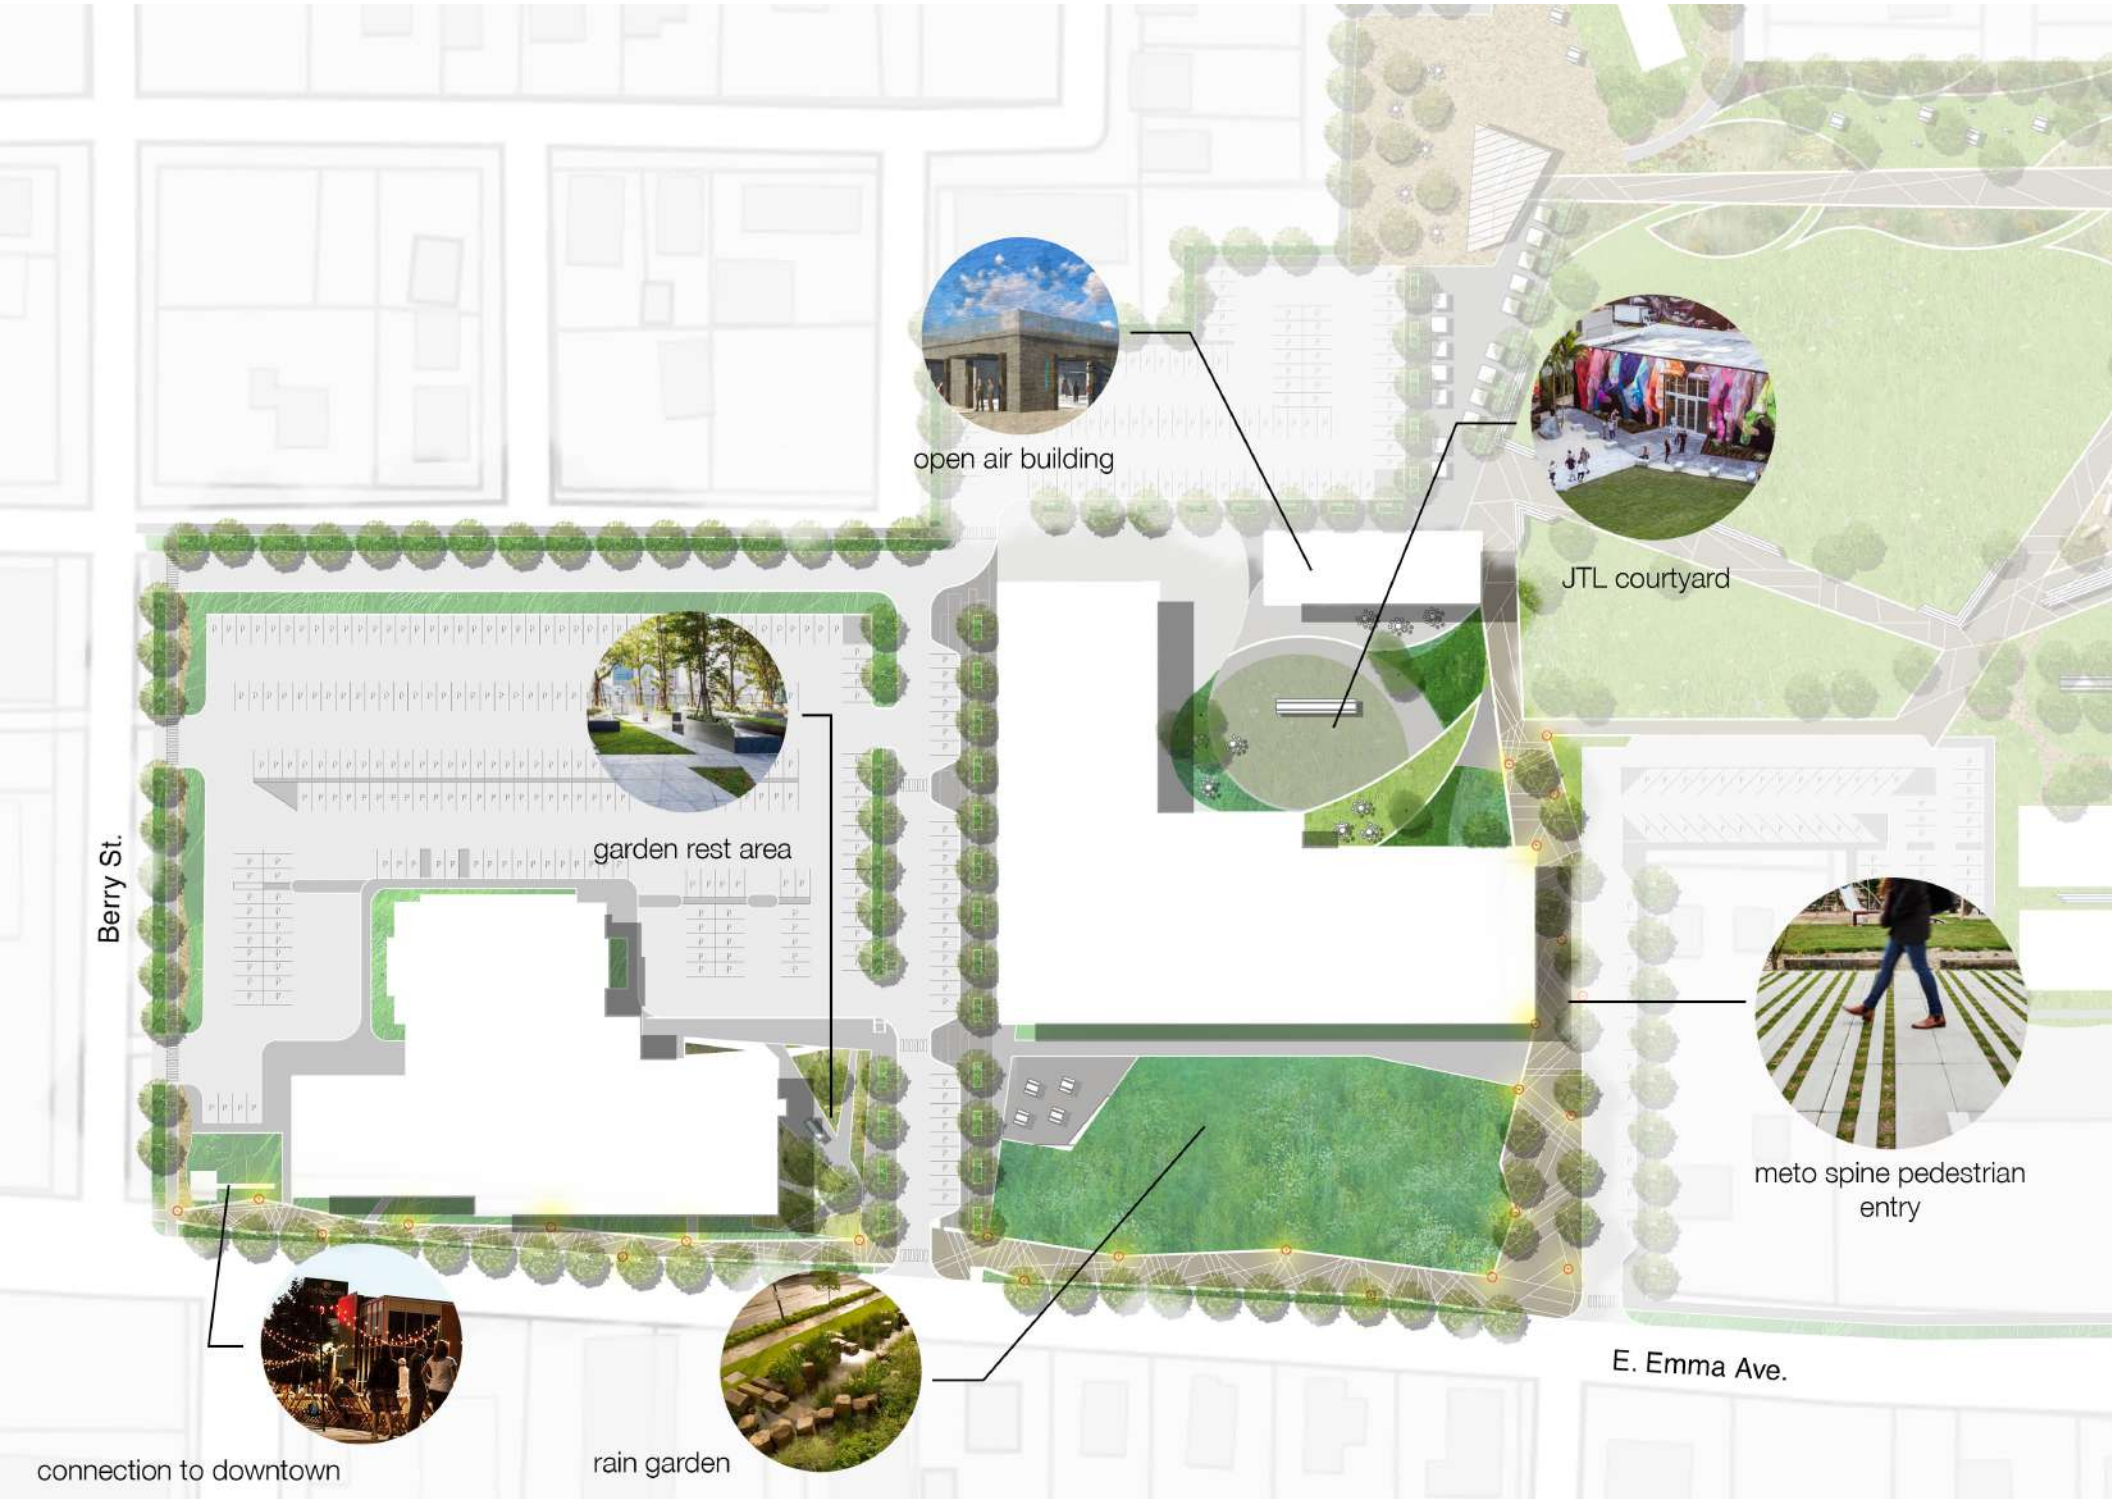 open air building
JTL courtyard
garden rest area
Berry St.
meto spine pedestrian
entry
E. Emma Ave.
rain garden
connection to downtown